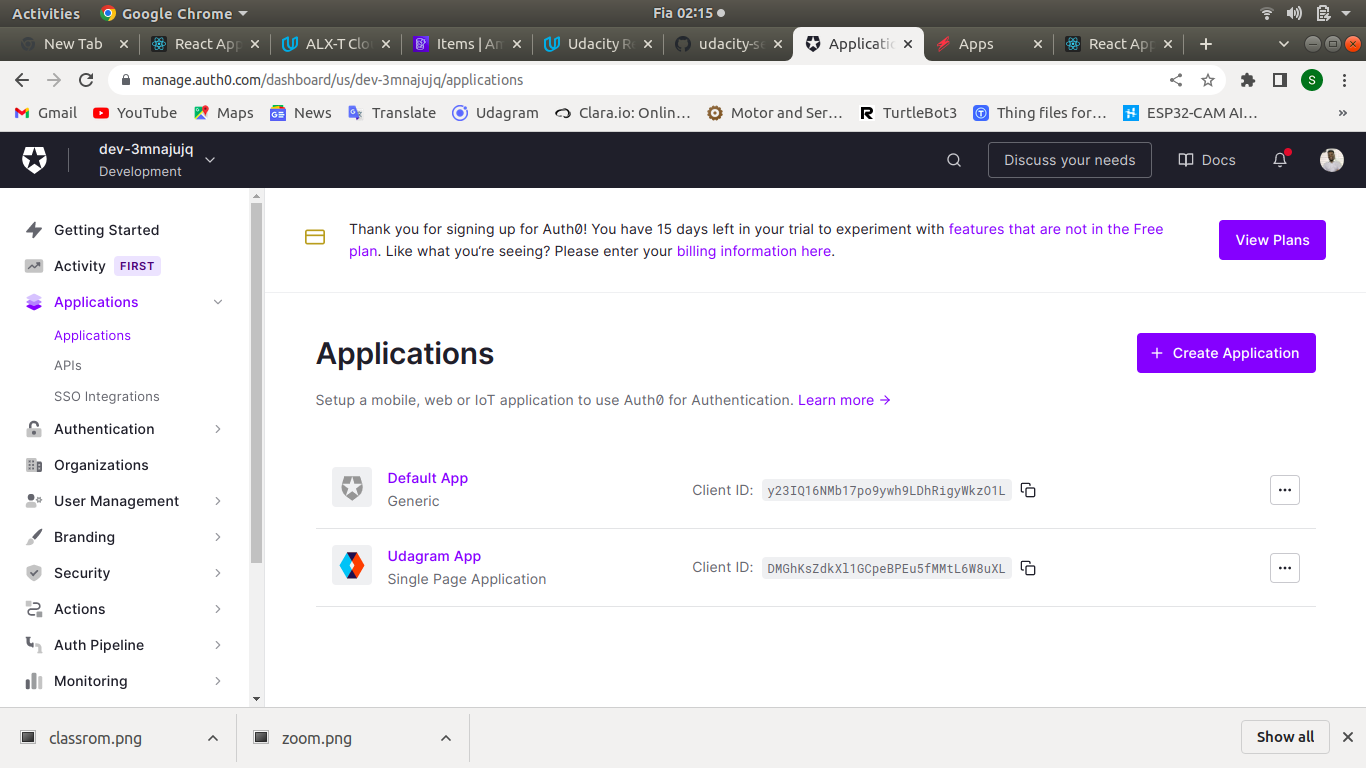 Activities Google Chrome Fia 02:15
New Tab React App ALX-T Clo Items | Am Udacity R udacity-se Applicatio Apps React App
manage.auth0.com/dashboard/us/dev-3mnajujq/applications S
Gmail YouTube Maps News Translate Udagram Clara.io: Onlin... Motor and Ser... TurtleBot3 Thing files for... ESP32-CAM AI... »
dev-3mnajujq
Development
Discuss your needs
Docs
Getting Started
Activity FIRST
Applications
Applications
APIs
SSO Integrations
Authentication
Organizations
User Management
Branding
Security
Actions
Auth Pipeline
Monitoring
Thank you for signing up for Auth0! You have 15 days left in your trial to experiment with features that are not in the Free
plan. Like what you’re seeing? Please enter your billing information here.
View Plans
Applications
+ Create Application
Setup a mobile, web or IoT application to use Auth0 for Authentication. Learn more →
Default App
Generic
Client ID: y23IQ16NMb17po9ywh9LDhRigyWkzO1L
Udagram App
Single Page Application
Client ID: DMGhKsZdkXl1GCpeBPEu5fMMtL6W8uXL
classrom.png
zoom.png
Show all